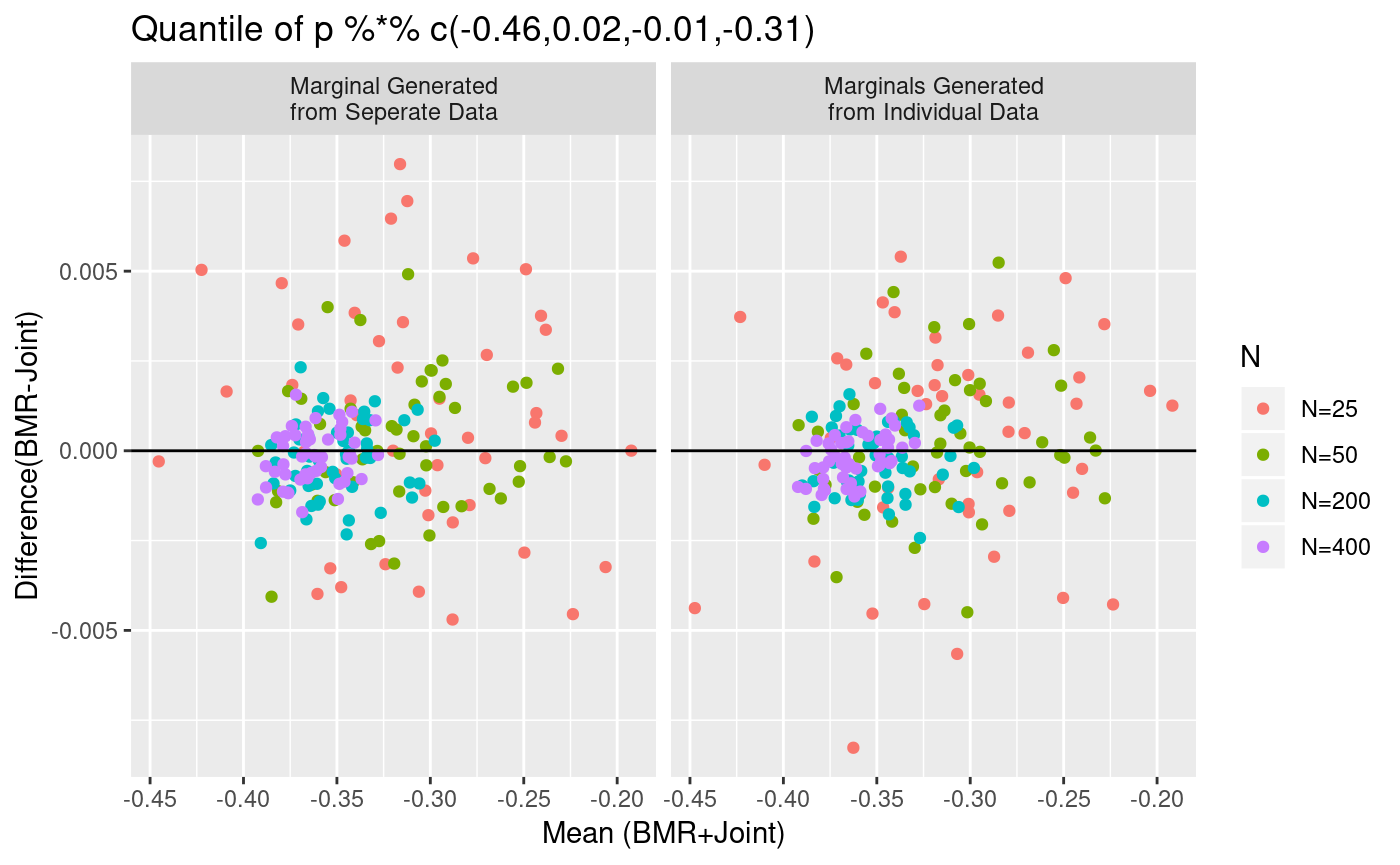 Quantile of p %*% c(-0.46,0.02,-0.01,-0.31)
Marginal Generated
from Seperate Data
Marginals Generated
from Individual Data
Difference(BMR-Joint)
0.005
0.000
-0.005
-0.45 -0.40 -0.35 -0.30 -0.25 -0.20
-0.45 -0.40 -0.35 -0.30 -0.25 -0.20
Mean (BMR+Joint)
N
N=25
N=50
N=200
N=400